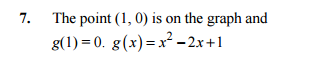 7. The point (1, 0) is on the graph and
g(1) = 0. g(x) = x² – 2x + 1